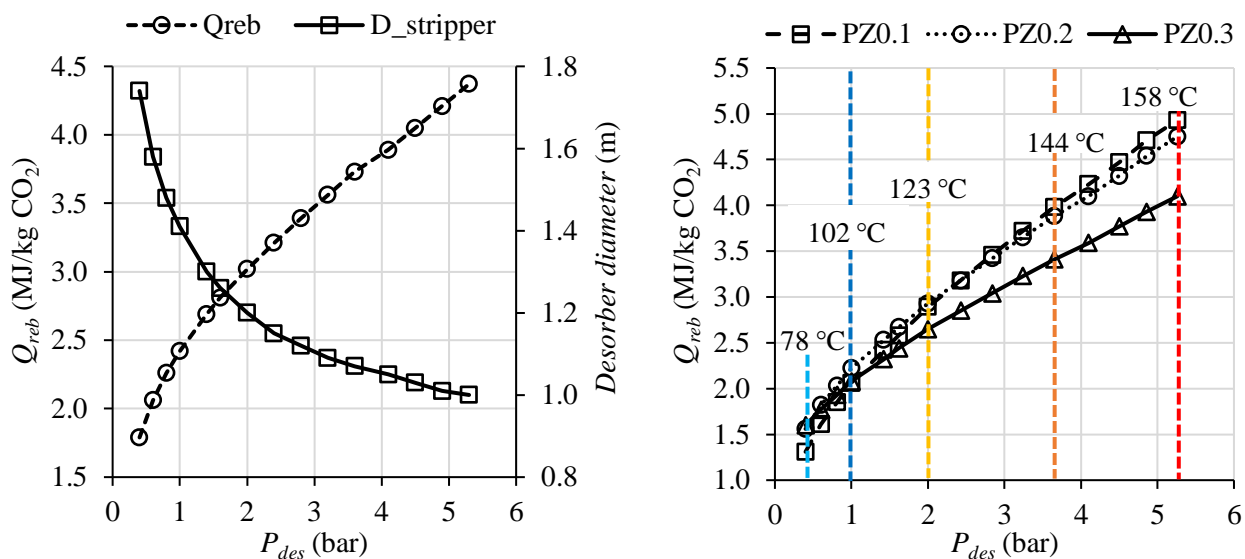 Qreb D_stripper
4.5
4.0
3.5
3.0
2.5
2.0
1.5
Q_reb (MJ/kg CO₂)
1.8
1.6
1.4
1.2
1.0
0.8
Desorber diameter (m)
0 1 2 3 4 5 6
P_des (bar)
PZ0.1 PZ0.2 PZ0.3
5.5
5.0
4.5
4.0
3.5
3.0
2.5
2.0
1.5
1.0
Q_reb (MJ/kg CO₂)
158 °C
144 °C
123 °C
102 °C
78 °C
0 1 2 3 4 5 6
P_des (bar)